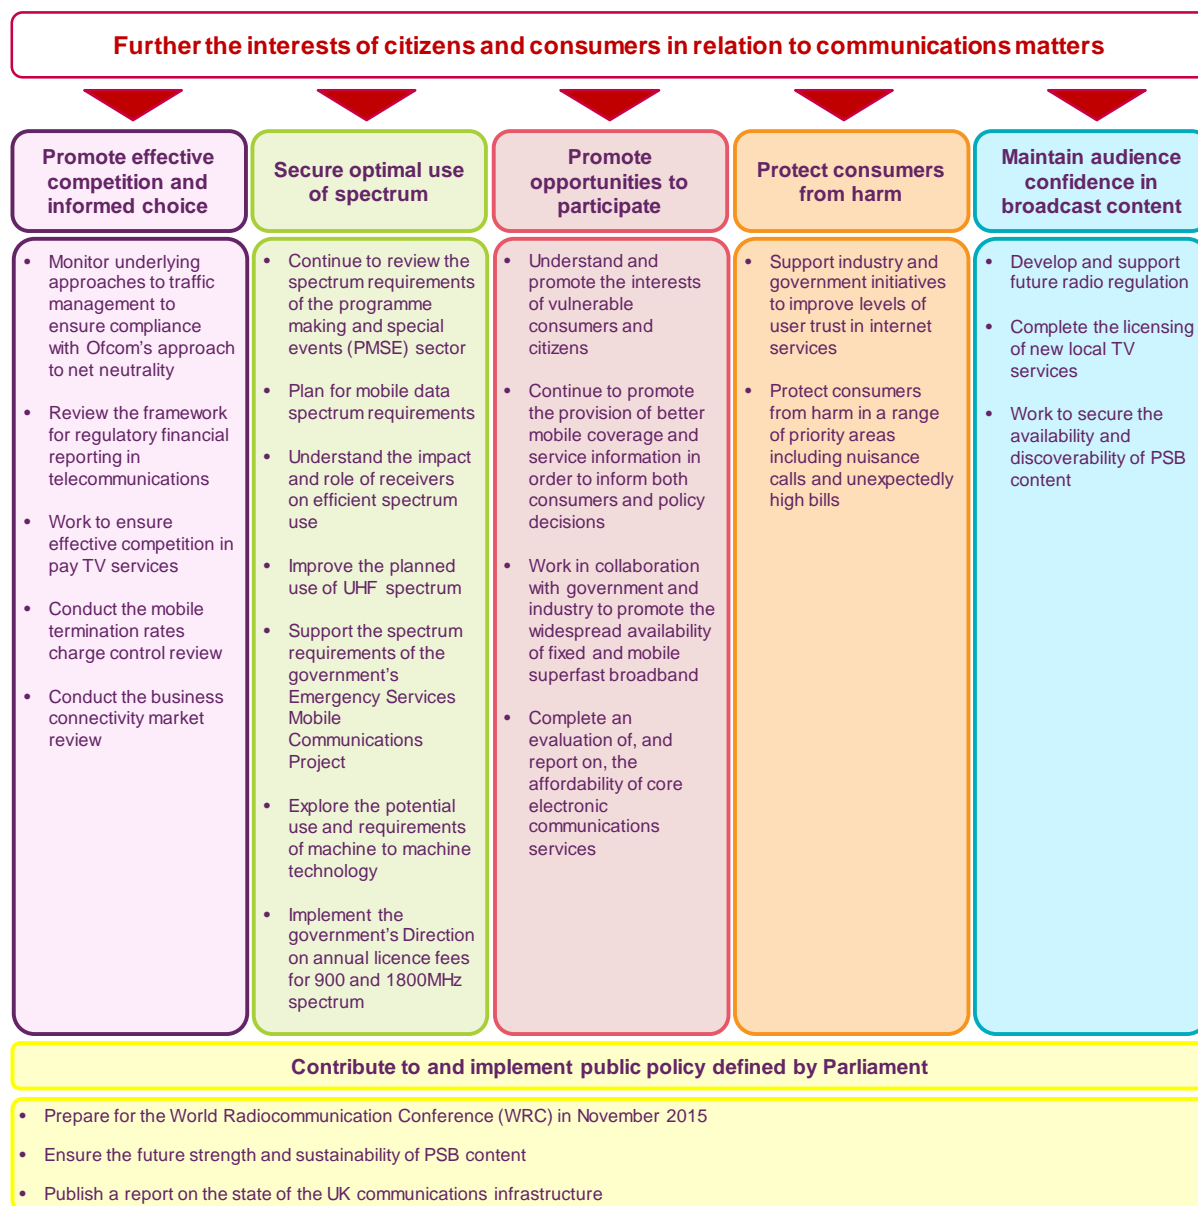 Further the interests of citizens and consumers in relation to communications matters
Promote effective
competition and
informed choice
• Monitor underlying
approaches to traffic
management to
ensure compliance
with Ofcom's approach
to net neutrality
• Review the framework
for regulatory financial
reporting in
telecommunications
• Work to ensure
effective competition in
pay TV services
• Conduct the mobile
termination rates
charge control review
• Conduct the business
connectivity market
review
Secure optimal use
of spectrum
• Continue to review the
spectrum requirements
of the programme
making and special
events (PMSE) sector
• Plan for mobile data
spectrum requirements
• Understand the impact
and role of receivers
on efficient spectrum
use
• Improve the planned
use of UHF spectrum
• Support the spectrum
requirements of the
government's
Emergency Services
Mobile
Communications
Project
• Explore the potential
use and requirements
of machine to machine
technology
• Implement the
government's Direction
on annual licence fees
for 900 and 1800MHz
spectrum
Promote
opportunities to
participate
• Understand and
promote the interests
of vulnerable
consumers and
citizens
• Continue to promote
the provision of better
mobile coverage and
service information in
order to inform both
consumers and policy
decisions
• Work in collaboration
with government and
industry to promote the
widespread availability
of fixed and mobile
superfast broadband
• Complete an
evaluation of, and
report on, the
affordability of core
electronic
communications
services
Protect consumers
from harm
• Support industry and
government initiatives
to improve levels of
user trust in internet
services
• Protect consumers
from harm in a range
of priority areas
including nuisance
calls and unexpectedly
high bills
Maintain audience
confidence in
broadcast content
• Develop and support
future radio regulation
• Complete the licensing
of new local TV
services
• Work to secure the
availability and
discoverability of PSB
content
Contribute to and implement public policy defined by Parliament
• Prepare for the World Radiocommunication Conference (WRC) in November 2015
• Ensure the future strength and sustainability of PSB content
• Publish a report on the state of the UK communications infrastructure